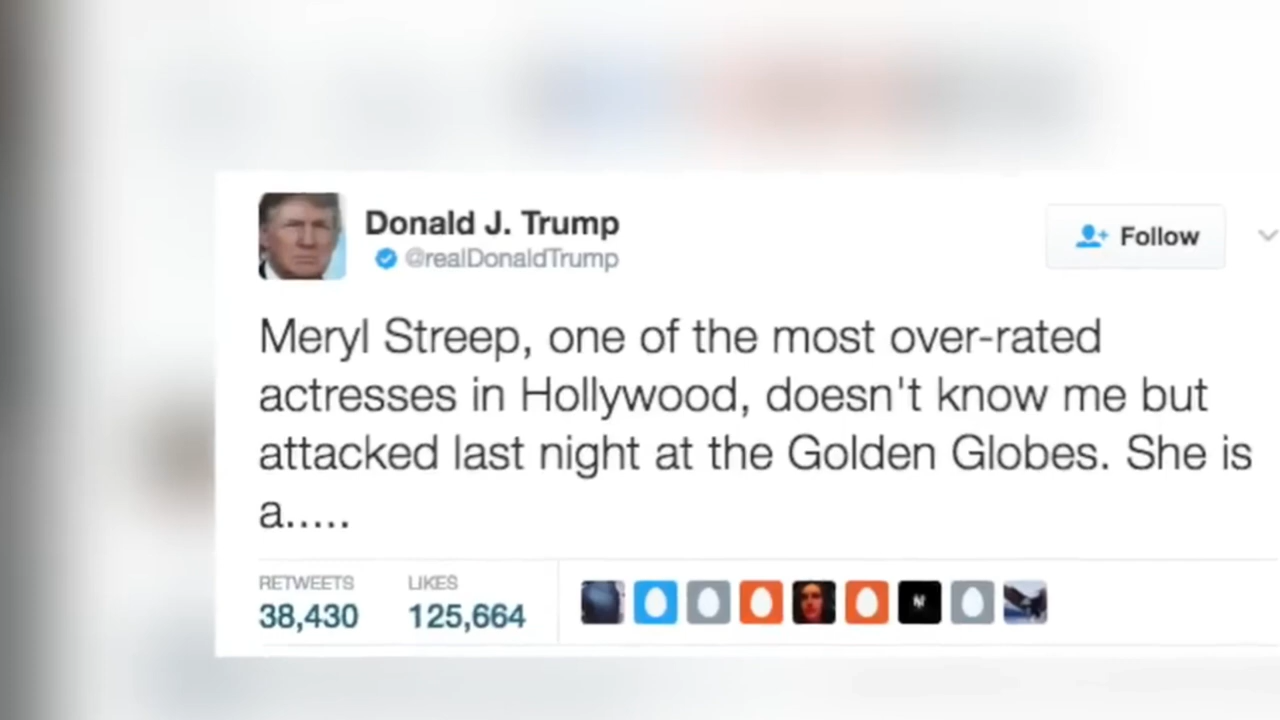 Donald J. Trump
@realDonaldTrump
Follow
Meryl Streep, one of the most over-rated
actresses in Hollywood, doesn't know me but
attacked last night at the Golden Globes. She is
a.....
RETWEETS LIKES
38,430 125,664